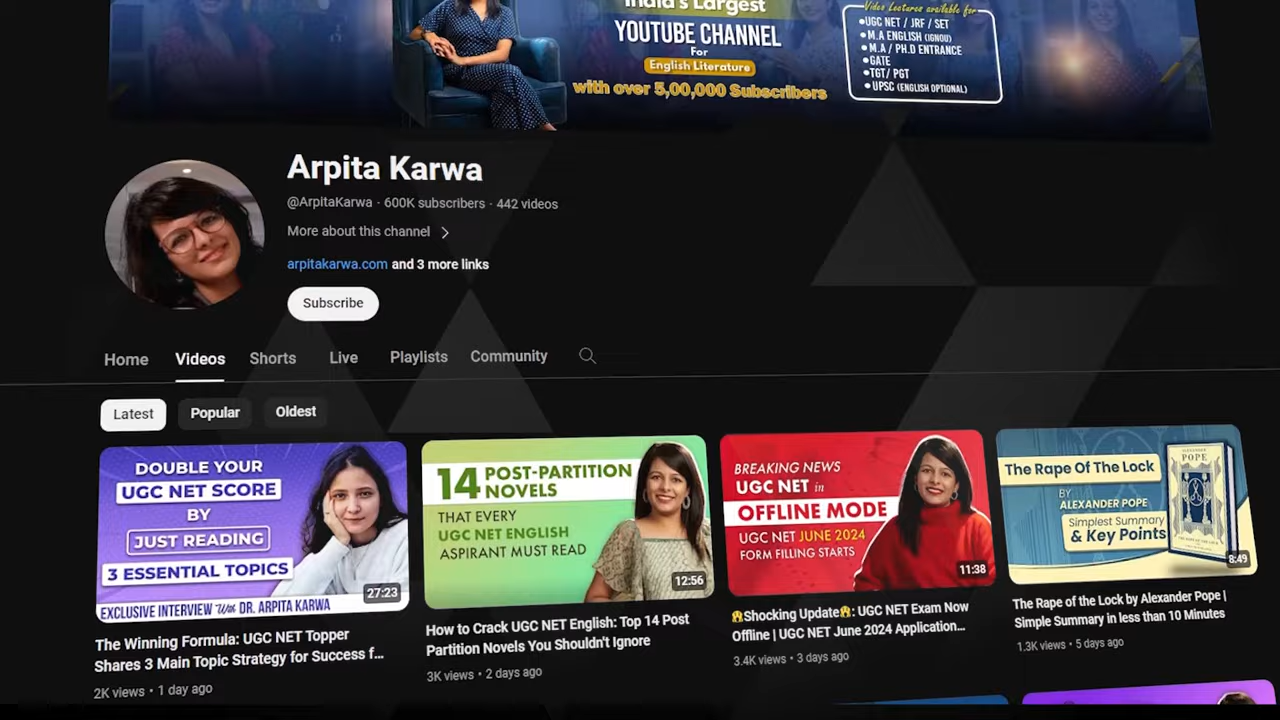 India's Largest
YOUTUBE CHANNEL
For
English Literature
with over 5,00,000 Subscribers
Video Lectures available for
UGC NET / JRF / SET
M.A ENGLISH (IGNOU)
M.A / PH.D ENTRANCE
GATE
TGT/ PGT
UPSC (ENGLISH OPTIONAL)
Arpita Karwa
@ArpitaKarwa · 600K subscribers · 442 videos
More about this channel
arpitakarwa.com and 3 more links
Subscribe
Home Videos Shorts Live Playlists Community
Latest Popular Oldest
DOUBLE YOUR
UGC NET SCORE
BY
JUST READING
3 ESSENTIAL TOPICS
27:23
EXCLUSIVE INTERVIEW With DR. ARPITA KARWA
The Winning Formula: UGC NET Topper
Shares 3 Main Topic Strategy for Success f...
2K views • 1 day ago
14 POST-PARTITION
NOVELS
THAT EVERY
UGC NET ENGLISH
ASPIRANT MUST READ
12:56
How to Crack UGC NET English: Top 14 Post
Partition Novels You Shouldn't Ignore
3K views • 2 days ago
BREAKING NEWS
UGC NET in
OFFLINE MODE
UGC NET JUNE 2024
FORM FILLING STARTS
11:38
😱Shocking Update😱: UGC NET Exam Now
Offline | UGC NET June 2024 Application...
3.4K views • 3 days ago
The Rape Of The Lock
BY
ALEXANDER POPE
Simplest Summary
& Key Points
POPE
8:49
The Rape of the Lock by Alexander Pope |
Simple Summary in less than 10 Minutes
1.3K views • 5 days ago